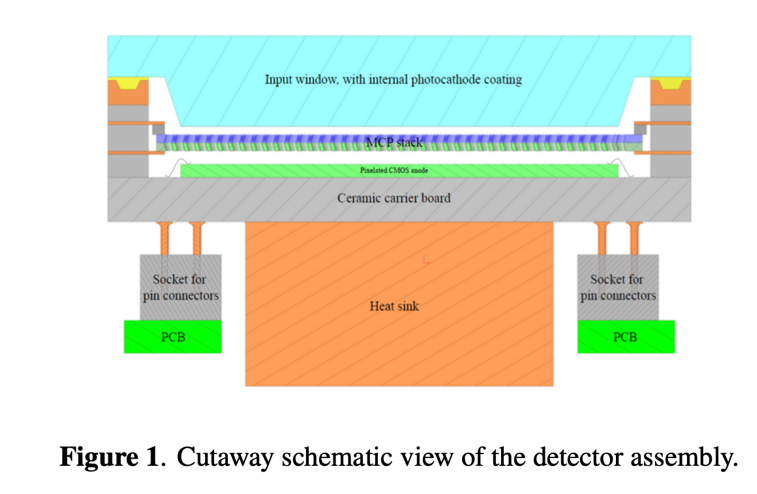 Input window, with internal photocathode coating
MCP stack
Pixelated CMOS anode
Ceramic carrier board
Socket for
pin connectors
Heat sink
Socket for
pin connectors
PCB
PCB
Figure 1. Cutaway schematic view of the detector assembly.